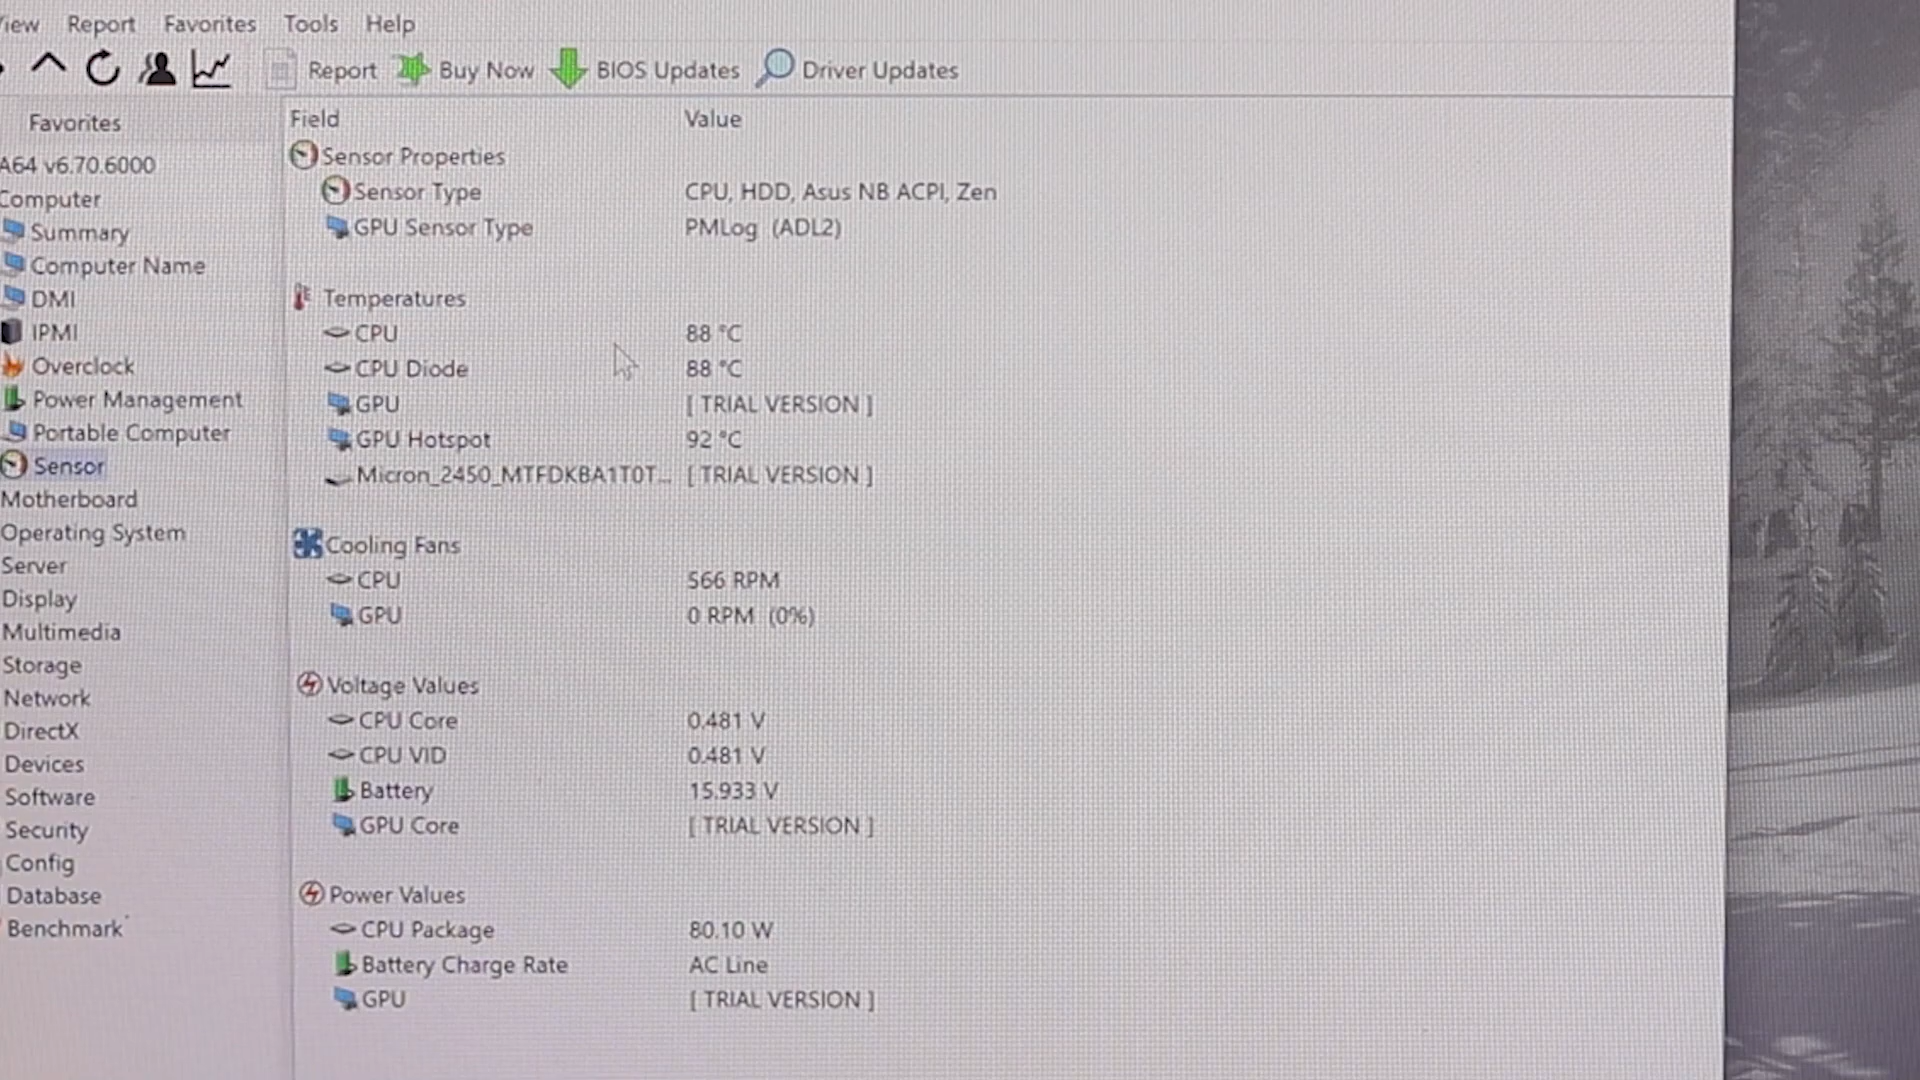 View Report Favorites Tools Help
Report Buy Now BIOS Updates Driver Updates
Favorites
A64 v6.70.6000
Computer
Summary
Computer Name
DMI
IPMI
Overclock
Power Management
Portable Computer
Sensor
Motherboard
Operating System
Server
Display
Multimedia
Storage
Network
DirectX
Devices
Software
Security
Config
Database
Benchmark
Field Value
Sensor Properties
Sensor Type CPU, HDD, Asus NB ACPI, Zen
GPU Sensor Type PMLog (ADL2)
Temperatures
CPU 88 °C
CPU Diode 88 °C
GPU [ TRIAL VERSION ]
GPU Hotspot 92 °C
Micron_2450_MTFDKBA1T0T... [ TRIAL VERSION ]
Cooling Fans
CPU 566 RPM
GPU 0 RPM (0%)
Voltage Values
CPU Core 0.481 V
CPU VID 0.481 V
Battery 15.933 V
GPU Core [ TRIAL VERSION ]
Power Values
CPU Package 80.10 W
Battery Charge Rate AC Line
GPU [ TRIAL VERSION ]